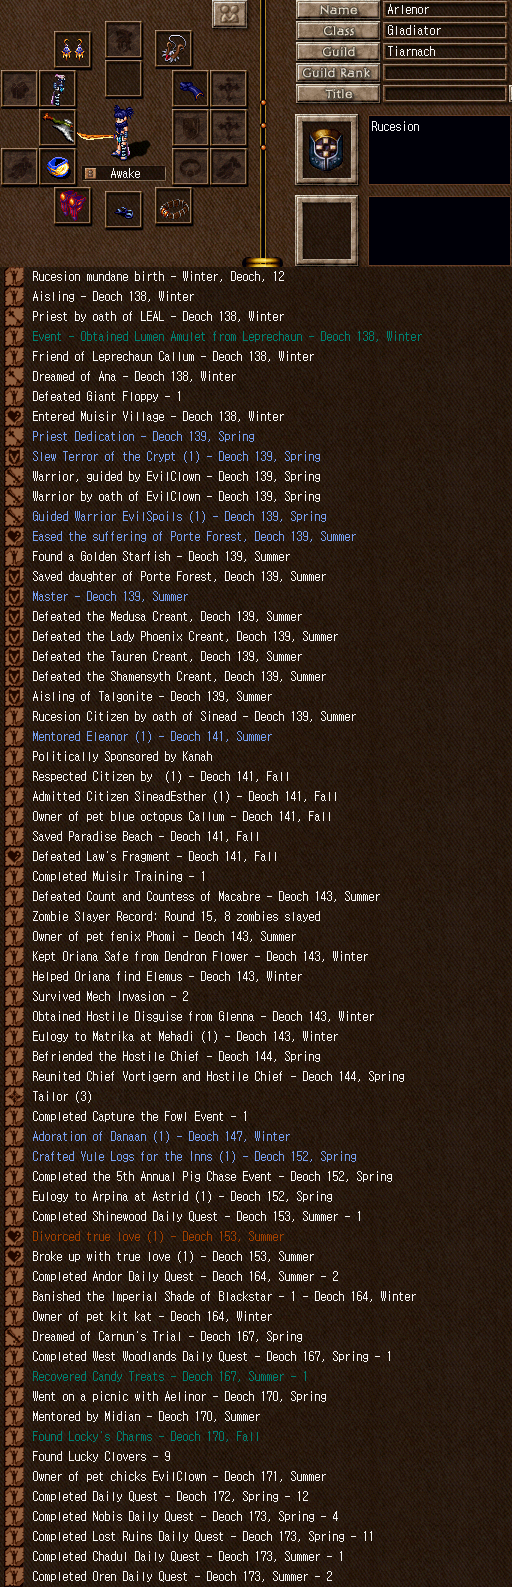 Name Arlenor
Class Gladiator
Guild Tiarnach
Guild Rank
Title
Rucesion
Awake
Rucesion mundane birth - Winter, Deoch, 12
Aisling - Deoch 138, Winter
Priest by oath of LEAL - Deoch 138, Winter
Event - Obtained Lumen Amulet from Leprechaun - Deoch 138, Winter
Friend of Leprechaun Callum - Deoch 138, Winter
Dreamed of Ana - Deoch 138, Winter
Defeated Giant Floppy - 1
Entered Muisir Village - Deoch 138, Winter
Priest Dedication - Deoch 139, Spring
Slew Terror of the Crypt (1) - Deoch 139, Spring
Warrior, guided by EvilClown - Deoch 139, Spring
Warrior by oath of EvilClown - Deoch 139, Spring
Guided Warrior EvilSpoils (1) - Deoch 139, Spring
Eased the suffering of Porte Forest, Deoch 139, Summer
Found a Golden Starfish - Deoch 139, Summer
Saved daughter of Porte Forest, Deoch 139, Summer
Master - Deoch 139, Summer
Defeated the Medusa Creant, Deoch 139, Summer
Defeated the Lady Phoenix Creant, Deoch 139, Summer
Defeated the Tauren Creant, Deoch 139, Summer
Defeated the Shamensyth Creant, Deoch 139, Summer
Aisling of Talgonite - Deoch 139, Summer
Rucesion Citizen by oath of Sinead - Deoch 139, Summer
Mentored Eleanor (1) - Deoch 141, Summer
Politically Sponsored by Kanah
Respected Citizen by  (1) - Deoch 141, Fall
Admitted Citizen SineadEsther (1) - Deoch 141, Fall
Owner of pet blue octopus Callum - Deoch 141, Fall
Saved Paradise Beach - Deoch 141, Fall
Defeated Law's Fragment - Deoch 141, Fall
Completed Muisir Training - 1
Defeated Count and Countess of Macabre - Deoch 143, Summer
Zombie Slayer Record: Round 15, 8 zombies slayed
Owner of pet fenix Phomi - Deoch 143, Summer
Kept Oriana Safe from Dendron Flower - Deoch 143, Winter
Helped Oriana find Elemus - Deoch 143, Winter
Survived Mech Invasion - 2
Obtained Hostile Disguise from Glenna - Deoch 143, Winter
Eulogy to Matrika at Mehadi (1) - Deoch 143, Winter
Befriended the Hostile Chief - Deoch 144, Spring
Reunited Chief Vortigern and Hostile Chief - Deoch 144, Spring
Tailor (3)
Completed Capture the Fowl Event - 1
Adoration of Danaan (1) - Deoch 147, Winter
Crafted Yule Logs for the Inns (1) - Deoch 152, Spring
Completed the 5th Annual Pig Chase Event - Deoch 152, Spring
Eulogy to Arpina at Astrid (1) - Deoch 152, Spring
Completed Shinewood Daily Quest - Deoch 153, Summer - 1
Divorced true love (1) - Deoch 153, Summer
Broke up with true love (1) - Deoch 153, Summer
Completed Andor Daily Quest - Deoch 164, Summer - 2
Banished the Imperial Shade of Blackstar - 1 - Deoch 164, Winter
Owner of pet kit kat - Deoch 164, Winter
Dreamed of Carnun's Trial - Deoch 167, Spring
Completed West Woodlands Daily Quest - Deoch 167, Spring - 1
Recovered Candy Treats - Deoch 167, Summer - 1
Went on a picnic with Aelinor - Deoch 170, Spring
Mentored by Midian - Deoch 170, Summer
Found Locky's Charms - Deoch 170, Fall
Found Lucky Clovers - 9
Owner of pet chicks EvilClown - Deoch 171, Summer
Completed Daily Quest - Deoch 172, Spring - 12
Completed Nobis Daily Quest - Deoch 173, Spring - 4
Completed Lost Ruins Daily Quest - Deoch 173, Spring - 11
Completed Chadul Daily Quest - Deoch 173, Summer - 1
Completed Oren Daily Quest - Deoch 173, Summer - 2